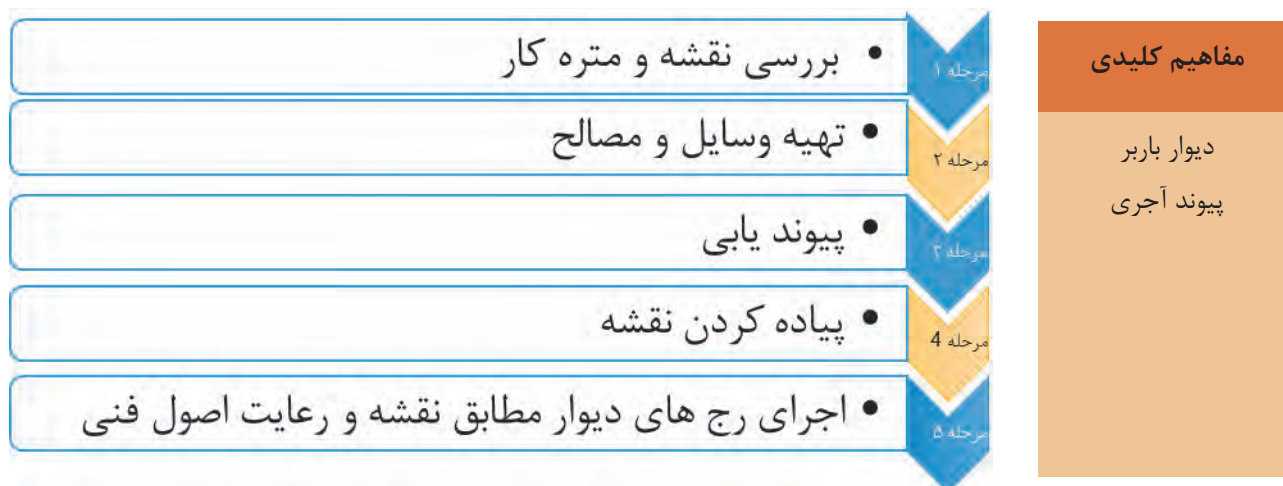 مفاهیم کلیدی
دیوار باربر
پیوند آجری
مرحله ۱
• بررسی نقشه و متره کار
مرحله ۲
• تهیه وسایل و مصالح
مرحله ۳
• پیوند یابی
مرحله 4
• پیاده کردن نقشه
مرحله ۵
• اجرای رج های دیوار مطابق نقشه و رعایت اصول فنی